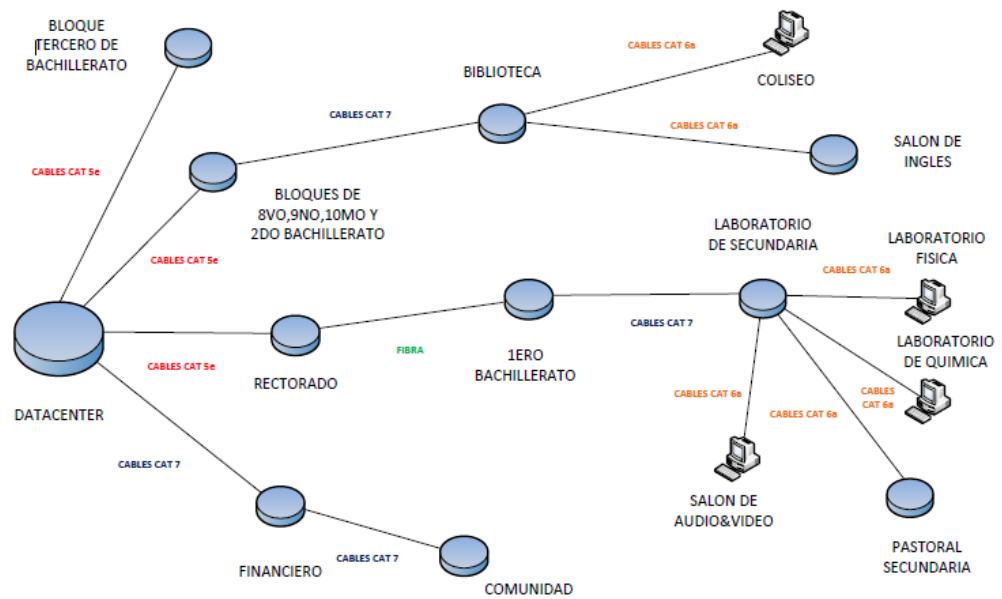 BLOQUE
TERCERO DE
BACHILLERATO
CABLES CAT 6a
COLISEO
BIBLIOTECA
CABLES CAT 7
CABLES CAT 6a
SALON DE
INGLES
CABLES CAT 5e
BLOQUES DE
8VO,9NO,10MO Y
2DO BACHILLERATO
CABLES CAT 5e
LABORATORIO
DE SECUNDARIA
LABORATORIO
FISICA
CABLES CAT 6a
CABLES CAT 7
LABORATORIO
DE QUIMICA
FIBRA
1ERO
BACHILLERATO
CABLES CAT 5e
RECTORADO
DATACENTER
CABLES CAT 6a
CABLES CAT 6a
CABLES
CAT 6a
CABLES CAT 7
SALON DE
AUDIO&VIDEO
PASTORAL
SECUNDARIA
FINANCIERO
CABLES CAT 7
COMUNIDAD